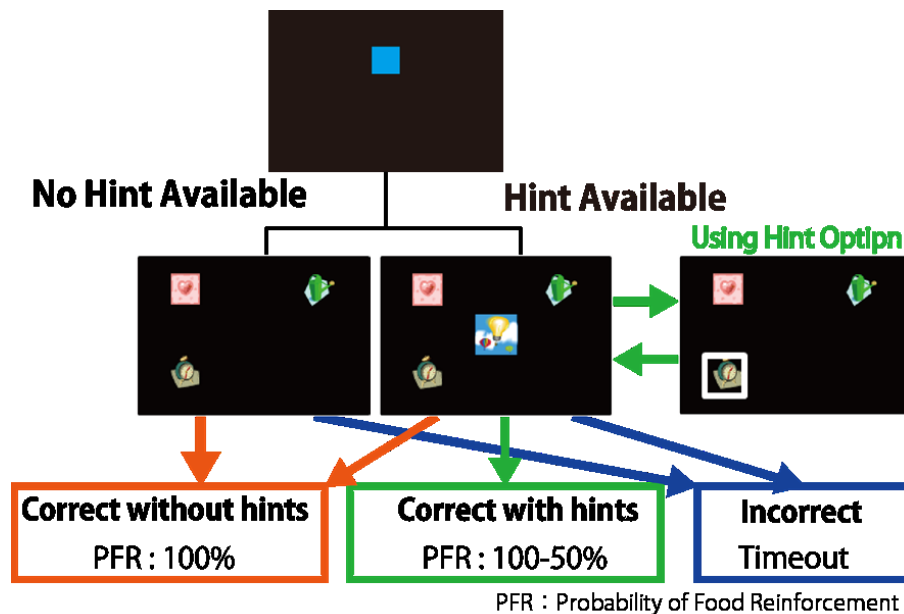 No Hint Available
Hint Available
Using Hint Optipn
Correct without hints
PFR : 100%
Correct with hints
PFR : 100-50%
Incorrect
Timeout
PFR : Probability of Food Reinforcement